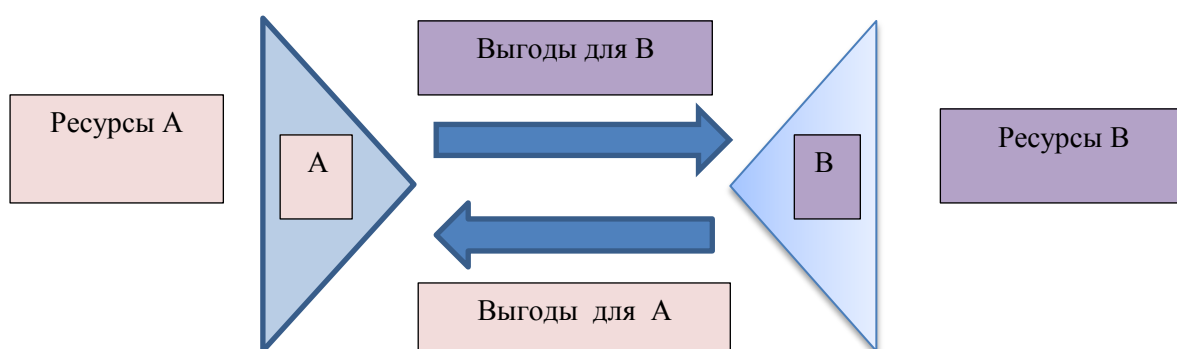 Выгоды для В
Ресурсы А
А
В
Ресурсы В
Выгоды для А